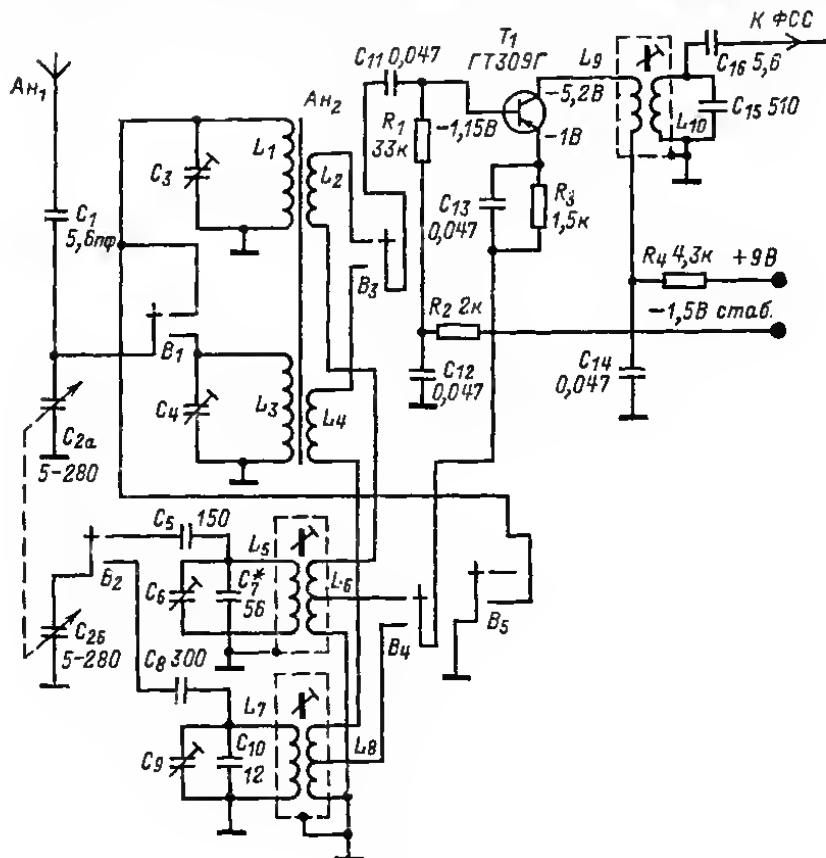 К ФСС
Ан₁
C₁
5,6пф
C₂ₐ
5-280
C₂б
5-280
C₃
L₁
Ан₂
L₂
B₁
C₄
L₃
L₄
B₃
C₁₁ 0,047
R₁
33к
T₁
ГТ309Г
-1,15В
-5,2В
-1В
L₉
L₁₀
C₁₆ 5,6
C₁₅ 510
C₁₃
0,047
R₃
1,5к
R₄ 4,3к
+9В
R₂ 2к
-1,5В стаб.
C₁₂
0,047
C₁₄
0,047
B₂
C₅ 150
C₆
C₇*
56
L₅
L₆
B₄
B₅
C₈ 300
C₉
C₁₀
12
L₇
L₈